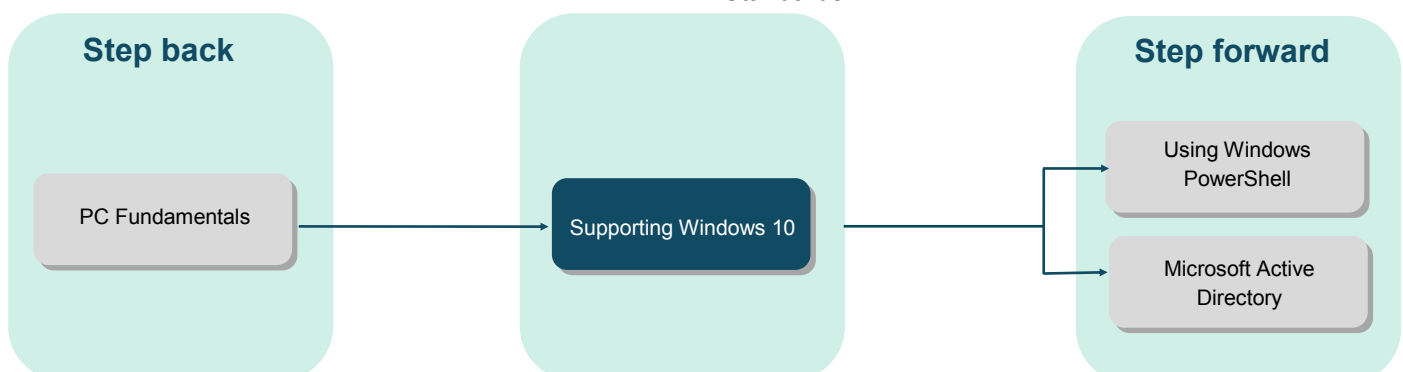 Step back
Step forward
Using Windows
PowerShell
PC Fundamentals
Supporting Windows 10
Microsoft Active
Directory